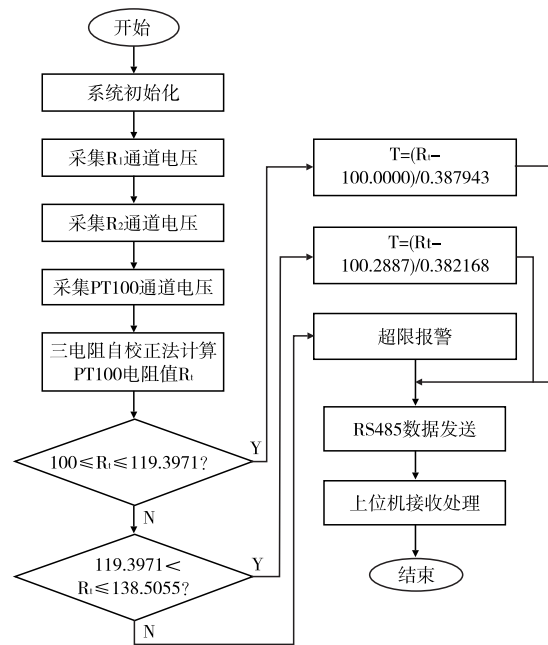 开始
系统初始化
采集R₁通道电压
采集R₂通道电压
采集PT100通道电压
三电阻自校正法计算
PT100电阻值Rₜ
100≤Rₜ≤119.3971?
Y
N
119.3971<
Rₜ≤138.5055?
Y
N
T=(Rₜ−
100.0000)/0.387943
T=(Rt−
100.2887)/0.382168
超限报警
RS485数据发送
上位机接收处理
结束